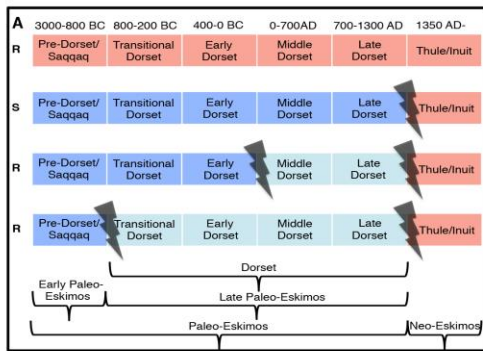 A 3000-800 BC 800-200 BC 400-0 BC 0-700AD 700-1300 AD 1350 AD-
R Pre-Dorset/ Saqqaq Transitional Dorset Early Dorset Middle Dorset Late Dorset Thule/Inuit
S Pre-Dorset/ Saqqaq Transitional Dorset Early Dorset Middle Dorset Late Dorset Thule/Inuit
R Pre-Dorset/ Saqqaq Transitional Dorset Early Dorset Middle Dorset Late Dorset Thule/Inuit
R Pre-Dorset/ Saqqaq Transitional Dorset Early Dorset Middle Dorset Late Dorset Thule/Inuit
Dorset
Early Paleo-
Eskimos
Late Paleo-Eskimos
Paleo-Eskimos Neo-Eskimos